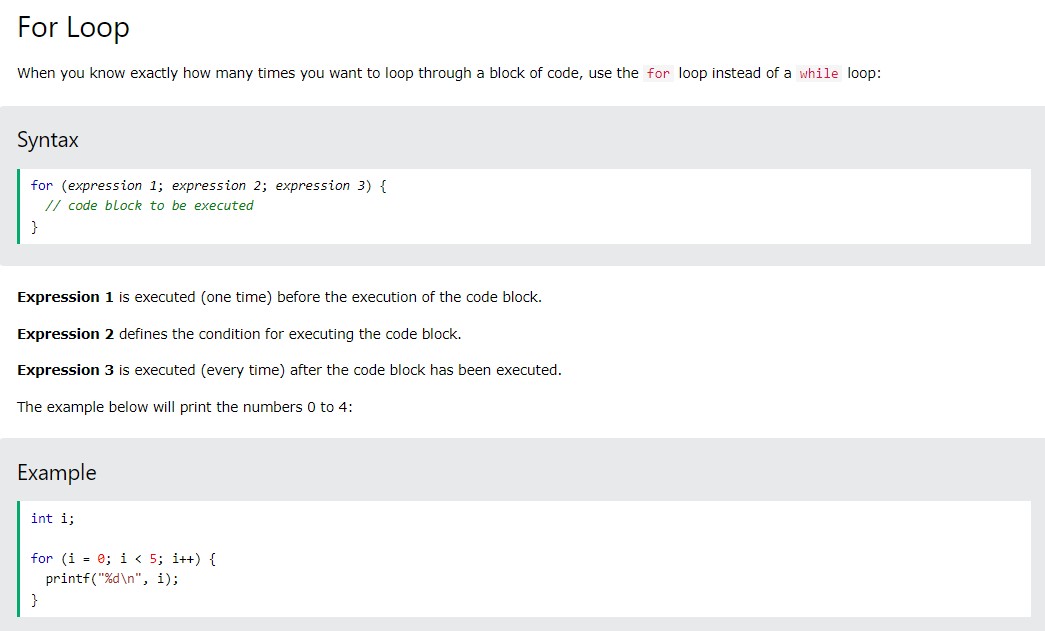 For Loop
When you know exactly how many times you want to loop through a block of code, use the for loop instead of a while loop:
Syntax
for (expression 1; expression 2; expression 3) {
  // code block to be executed
}
Expression 1 is executed (one time) before the execution of the code block.
Expression 2 defines the condition for executing the code block.
Expression 3 is executed (every time) after the code block has been executed.
The example below will print the numbers 0 to 4:
Example
int i;

for (i = 0; i < 5; i++) {
  printf("%d\n", i);
}